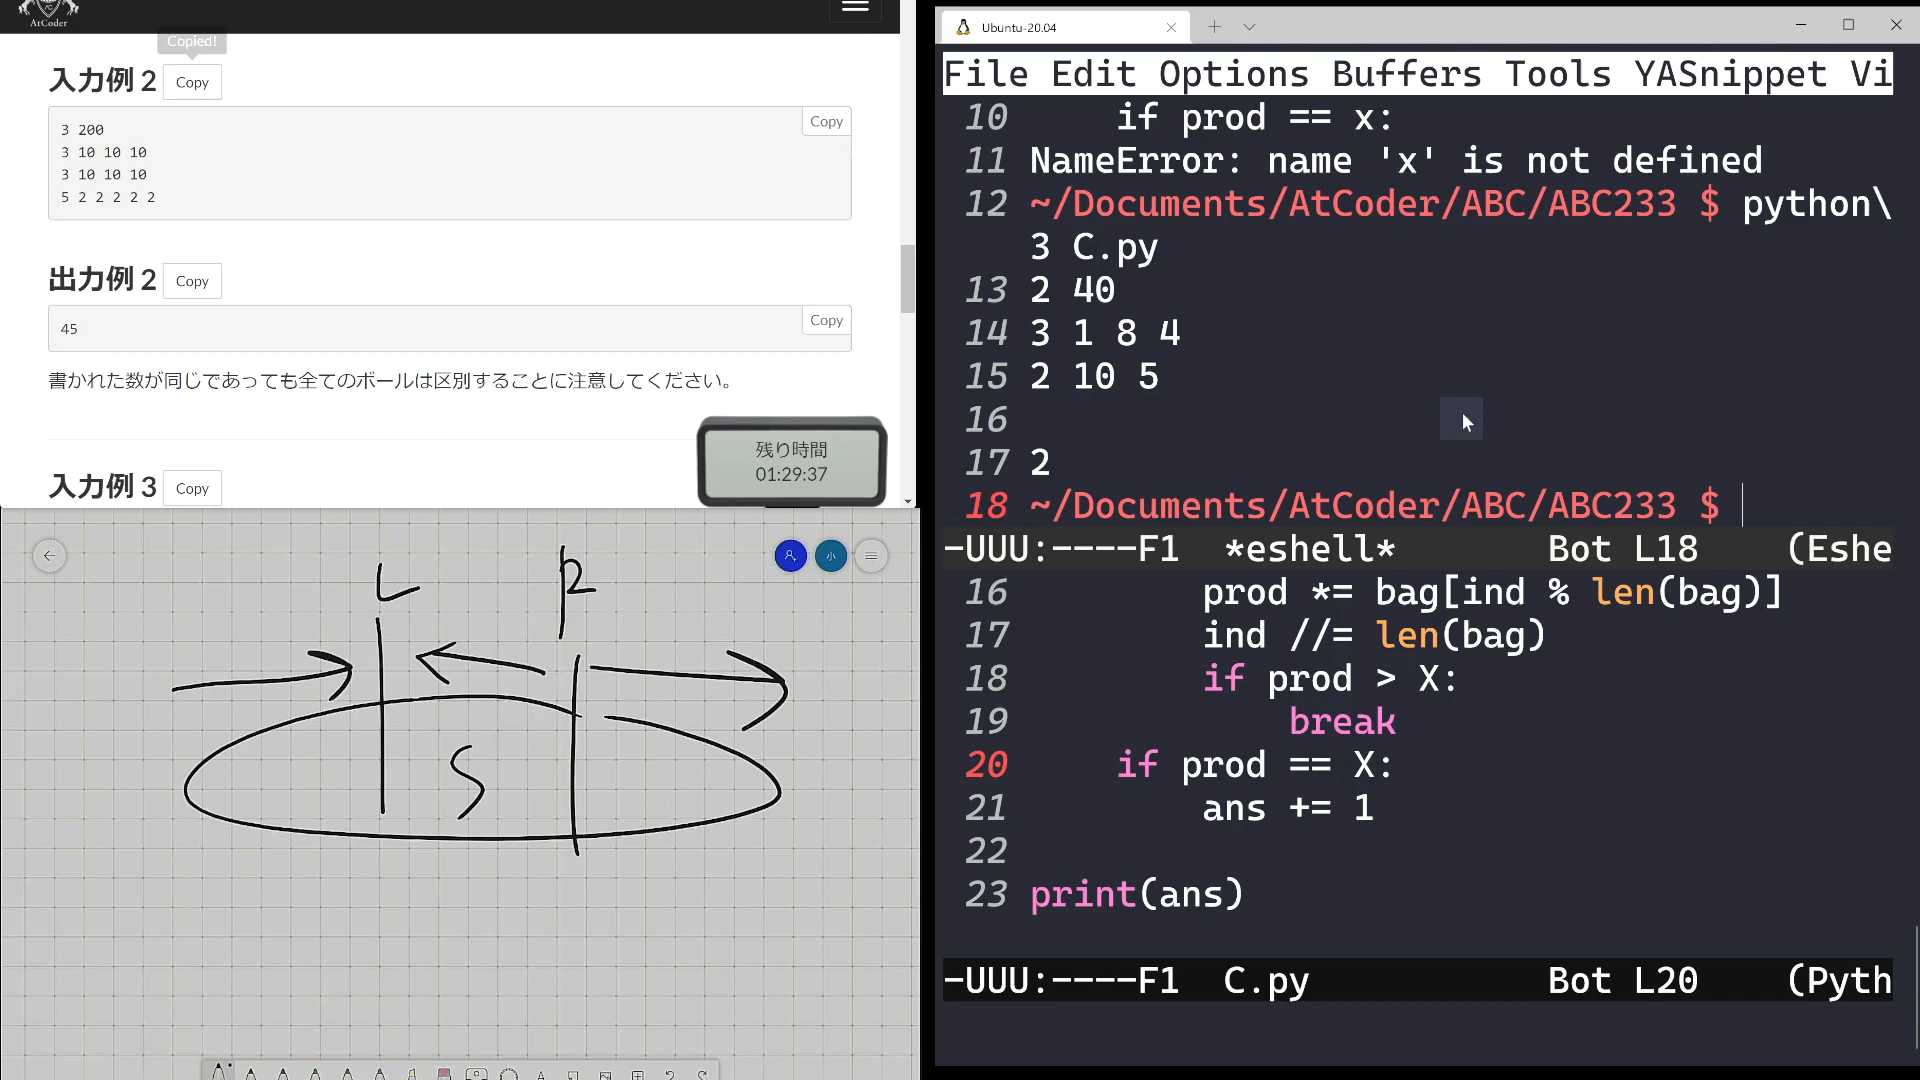 AtCoder
Copied!
入力例 2 Copy
Copy
3 200
3 10 10 10
3 10 10 10
5 2 2 2 2 2
出力例 2 Copy
Copy
45
書かれた数が同じであっても全てのボールは区別することに注意してください。
残り時間
01:29:37
入力例 3 Copy
L R
S
小
Ubuntu-20.04
File Edit Options Buffers Tools YASnippet Vi
10 if prod == x:
11 NameError: name 'x' is not defined
12 ~/Documents/AtCoder/ABC/ABC233 $ python\
3 C.py
13 2 40
14 3 1 8 4
15 2 10 5
16
17 2
18 ~/Documents/AtCoder/ABC/ABC233 $
-UUU:----F1 *eshell* Bot L18 (Eshe
16 prod *= bag[ind % len(bag)]
17 ind //= len(bag)
18 if prod > X:
19 break
20 if prod == X:
21 ans += 1
22
23 print(ans)
-UUU:----F1 C.py Bot L20 (Pyth